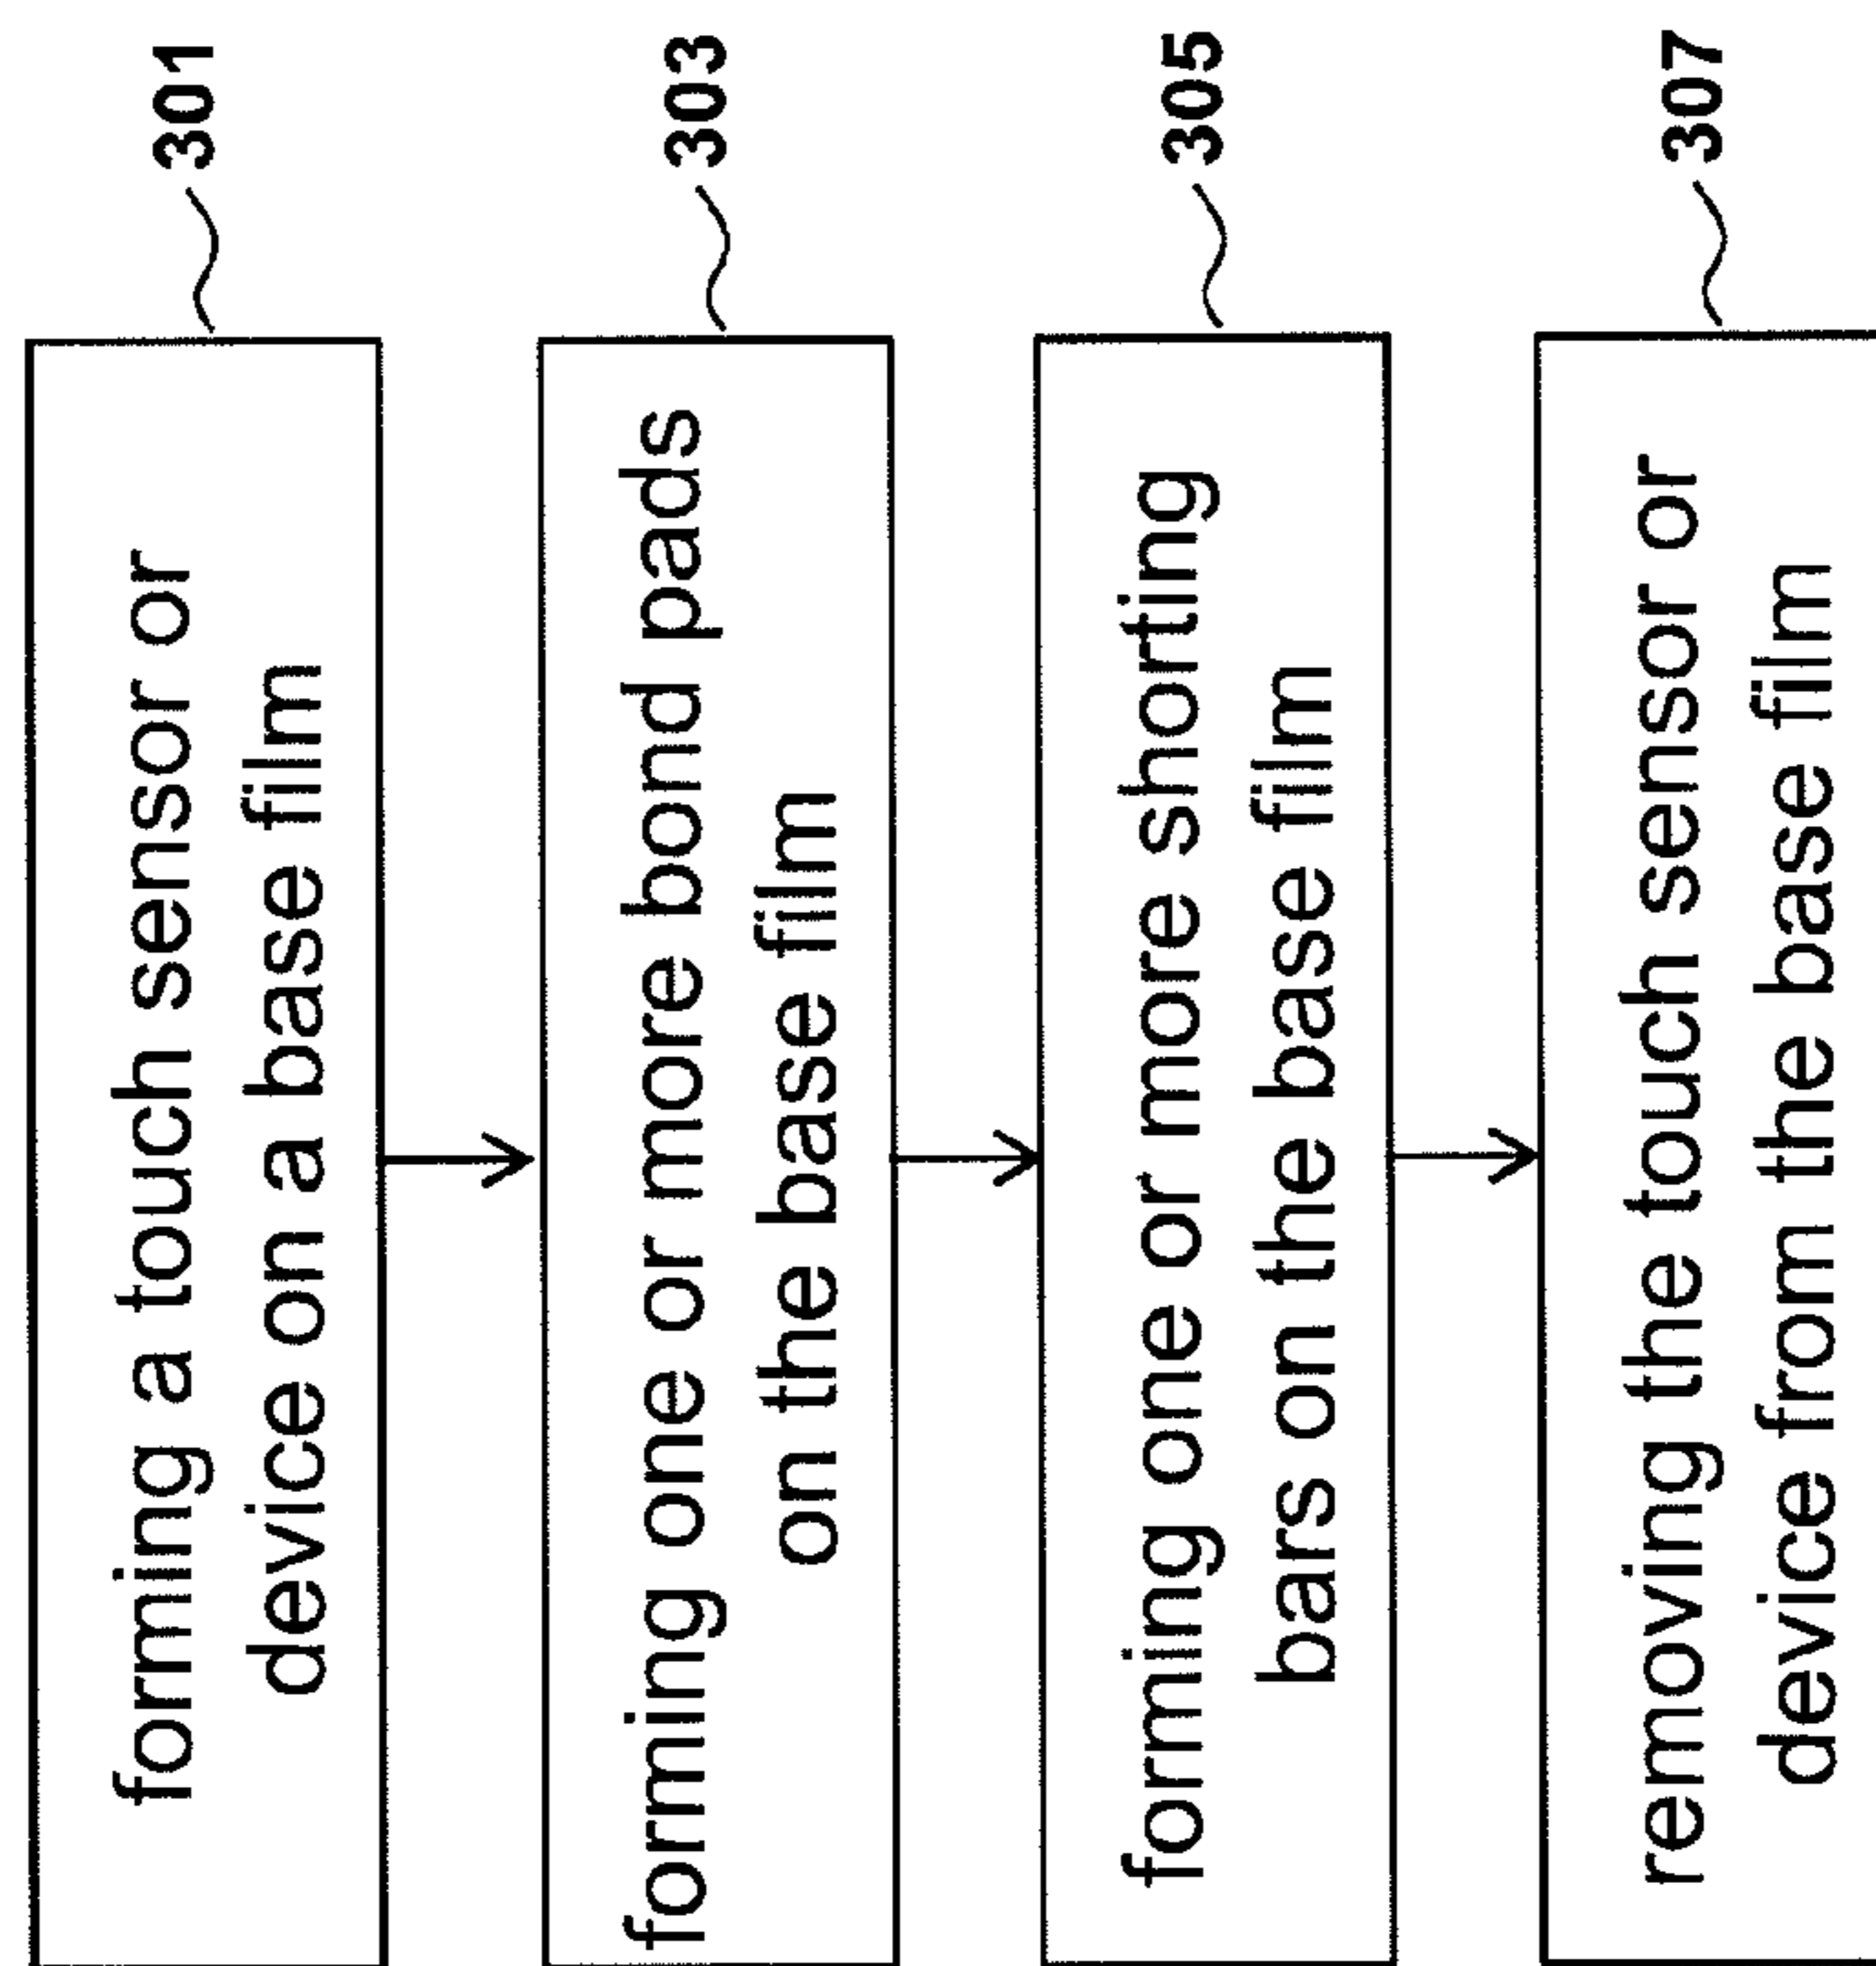 forming a touch sensor or
device on a base film
301
forming one or more bond pads
on the base film
303
forming one or more shorting
bars on the base film
305
removing the touch sensor or
device from the base film
307